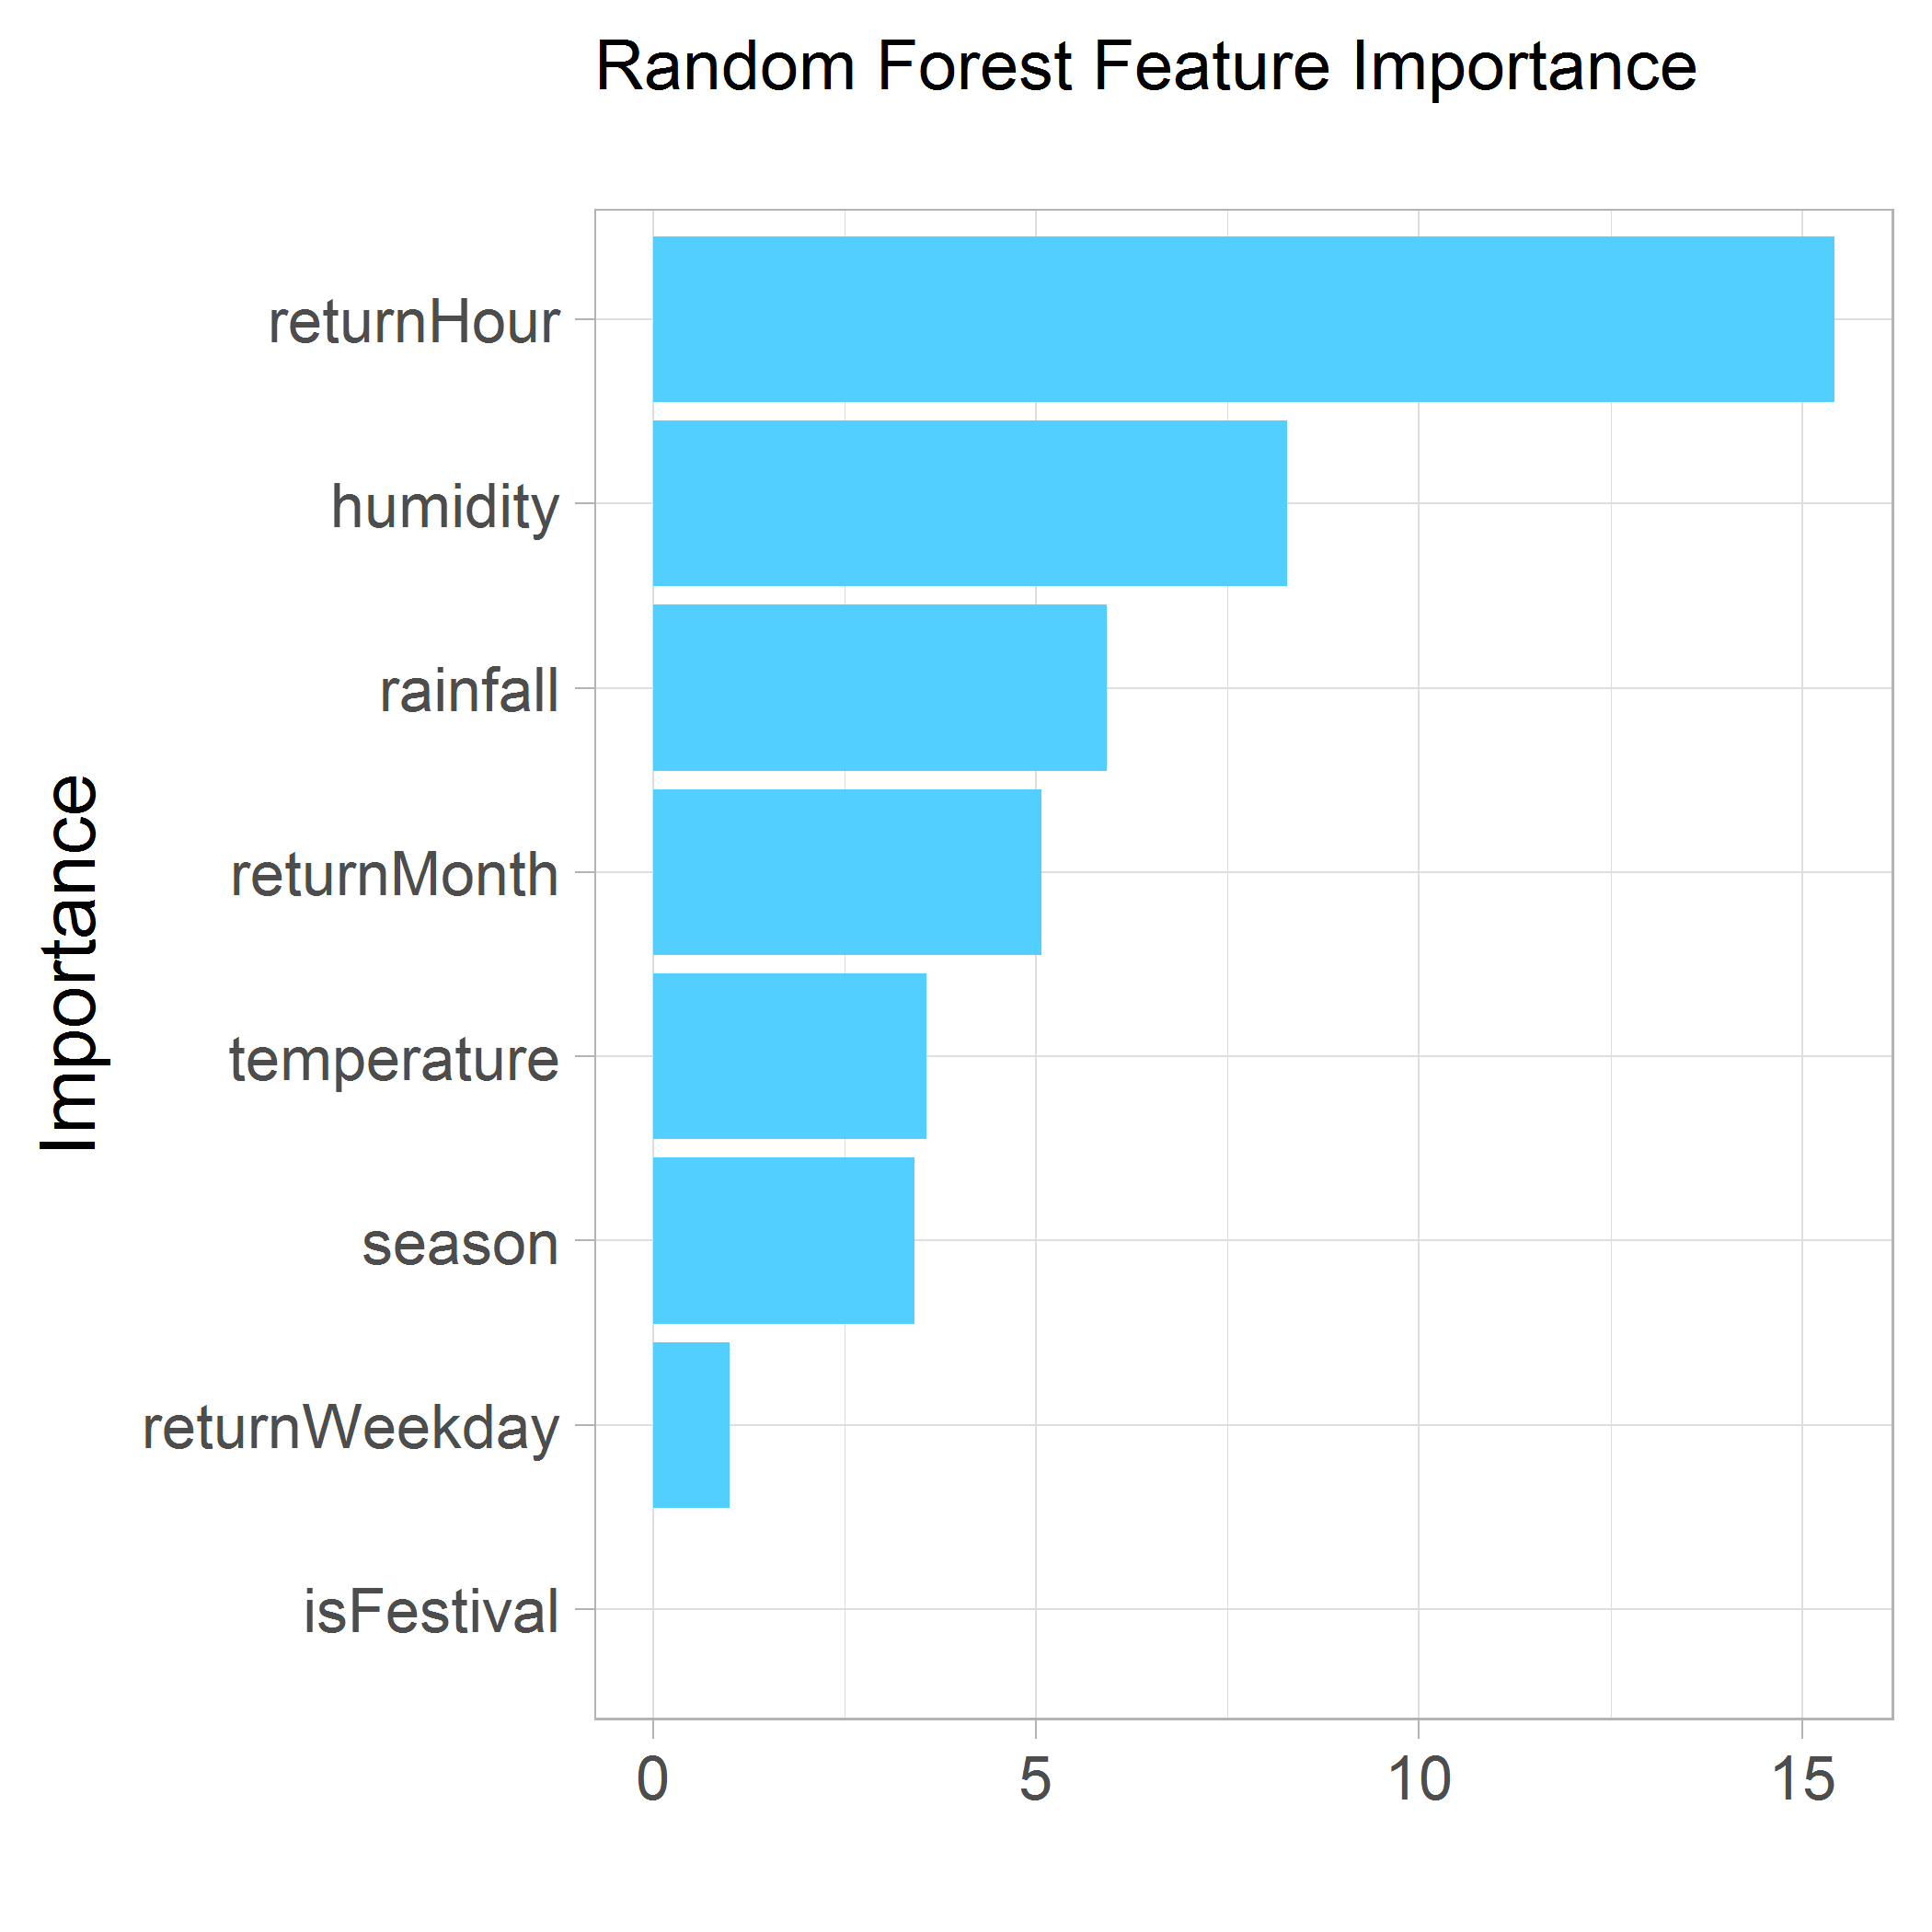 Random Forest Feature Importance
returnHour
humidity
rainfall
returnMonth
temperature
season
returnWeekday
isFestival
Importance
0 5 10 15